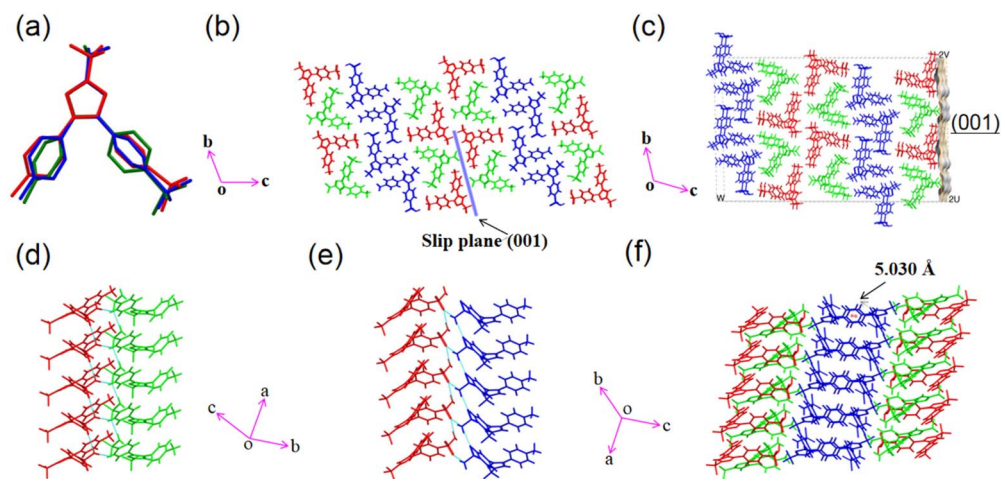 (a)
(b)
(c)
b
o
c
Slip plane (001)
b
o
c
2V
(001)
W
2U
(d)
(e)
(f)
5.030 Å
c
a
o
b
b
o
c
a